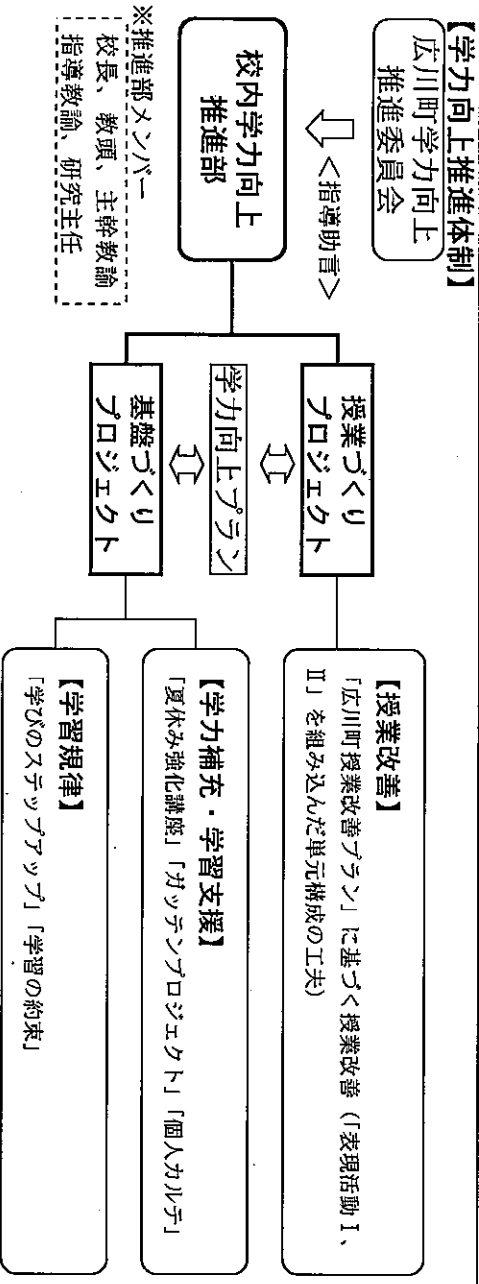 【学力向上推進体制】
広川町学力向上
推進委員会
＜指導助言＞
校内学力向上
推進部
※推進部メンバー
校長、教頭、主幹教諭
指導教諭、研究主任
授業づくり
プロジェクト
学力向上プラン
基盤づくり
プロジェクト
【授業改善】
「広川町授業改善プラン」に基づく授業改善（「表現活動Ⅰ、
Ⅱ」を組み込んだ単元構成の工夫）
【学力補充・学習支援】
「夏休み強化講座」「ガッテンプロジェクト」「個人カルテ」
【学習規律】
「学びのステップアップ」「学習の約束」